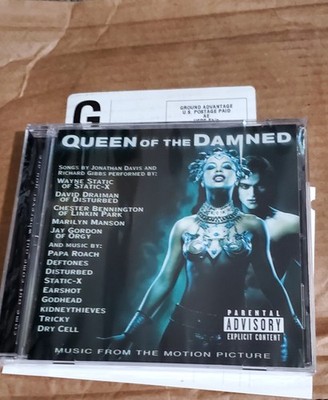 G
GROUND ADVANTAGE
U.S. POSTAGE PAID
QUEEN OF THE DAMNED
SONGS BY JONATHAN DAVIS AND
RICHARD GIBBS PERFORMED BY:
WAYNE STATIC
OF STATIC-X
DAVID DRAIMAN
OF DISTURBED
CHESTER BENNINGTON
OF LINKIN PARK
MARILYN MANSON
JAY GORDON
OF ORGY
AND MUSIC BY:
PAPA ROACH
DEFTONES
DISTURBED
STATIC-X
EARSHOT
GODHEAD
KIDNEYTHIEVES
TRICKY
DRY CELL
PARENTAL
ADVISORY
EXPLICIT CONTENT
MUSIC FROM THE MOTION PICTURE